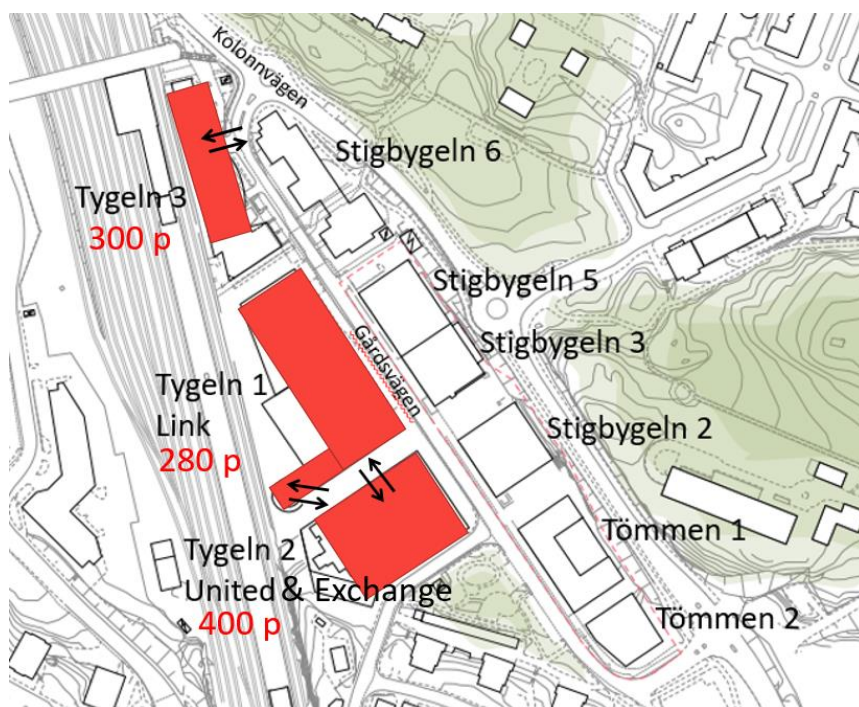 Kolonnvägen
Stigbygeln 6
Tygeln 3
300 p
Stigbygeln 5
Gårdsvägen
Stigbygeln 3
Tygeln 1
Link
280 p
Stigbygeln 2
Tömmen 1
Tygeln 2
United & Exchange
400 p
Tömmen 2